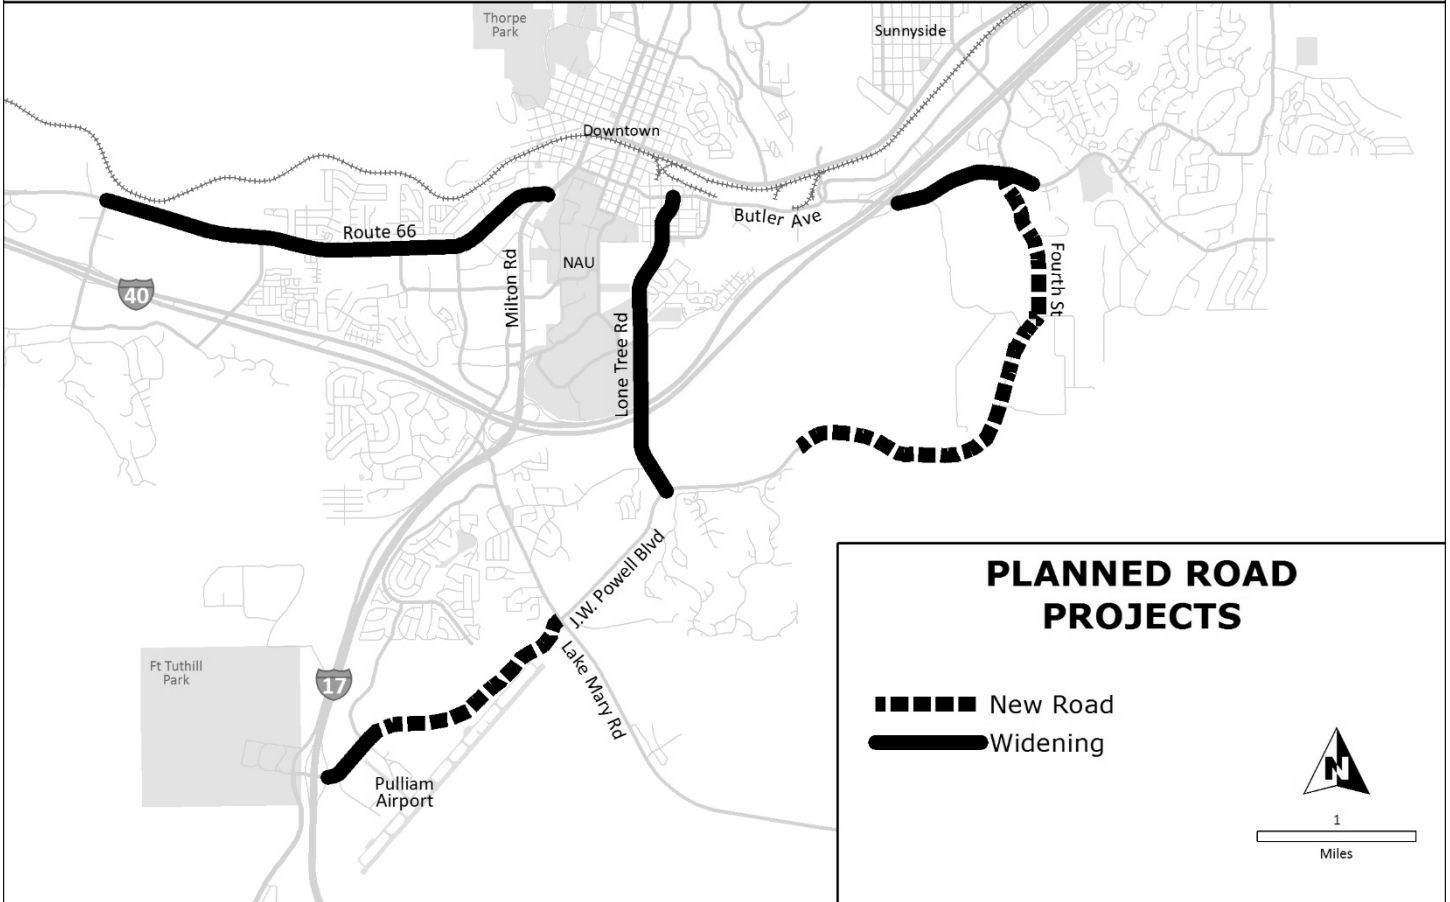 Thorpe
Park
Sunnyside
Downtown
Butler Ave
Route 66
NAU
Milton Rd
Fourth St
40
Lone Tree Rd
J.W. Powell Blvd
Lake Mary Rd
Ft Tuthill
Park
17
Pulliam
Airport
PLANNED ROAD
PROJECTS
New Road
Widening
N
1
Miles